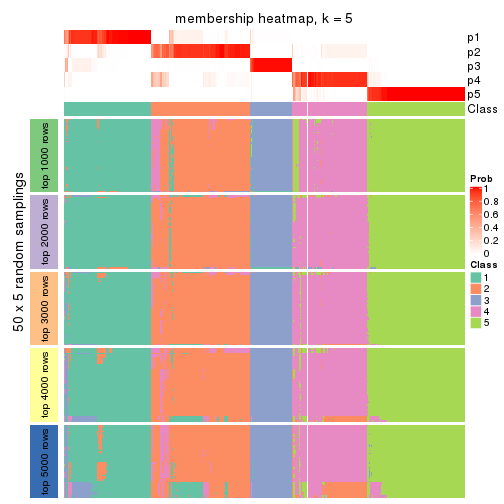 membership heatmap, k = 5
p1
p2
p3
p4
p5
Class
50 x 5 random samplings
top 1000 rows
top 2000 rows
top 3000 rows
top 4000 rows
top 5000 rows
Prob
1
0.8
0.6
0.4
0.2
0
Class
1
2
3
4
5